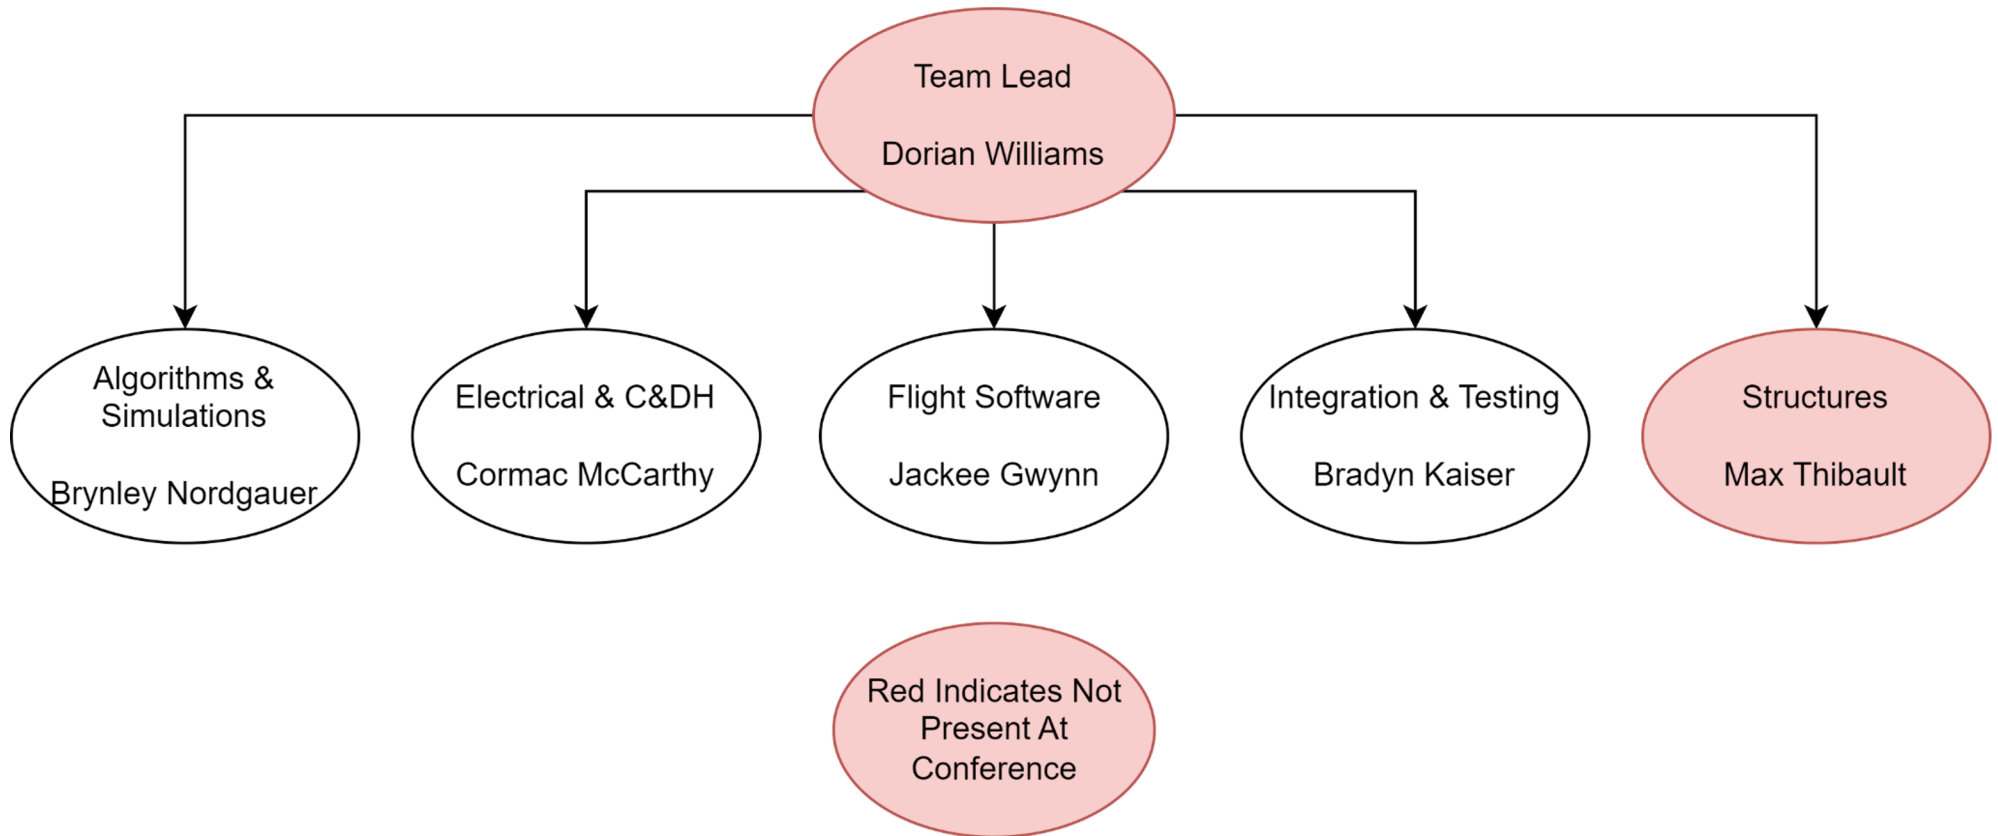 Team Lead
Dorian Williams
Algorithms &
Simulations
Brynley Nordgauer
Electrical & C&DH
Cormac McCarthy
Flight Software
Jackee Gwynn
Integration & Testing
Bradyn Kaiser
Structures
Max Thibault
Red Indicates Not
Present At
Conference